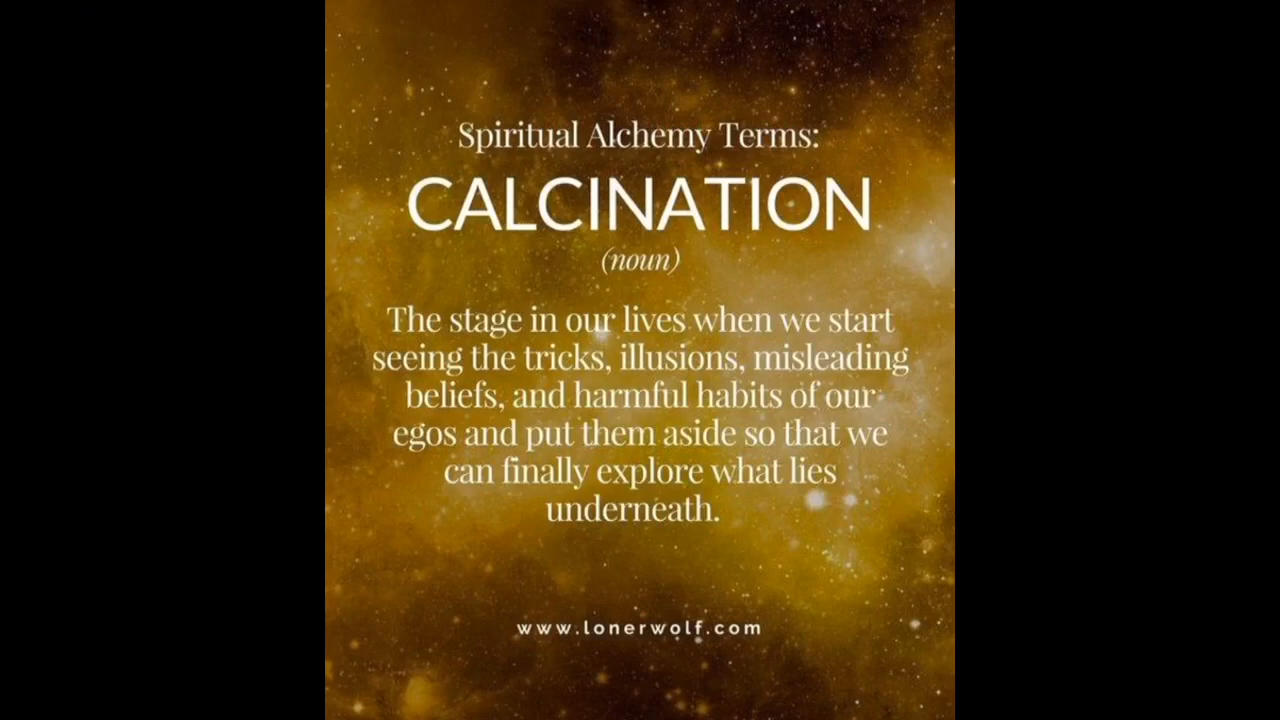 Spiritual Alchemy Terms:
CALCINATION
(noun)
The stage in our lives when we start
seeing the tricks, illusions, misleading
beliefs, and harmful habits of our
egos and put them aside so that we
can finally explore what lies
underneath.
www.lonerwolf.com